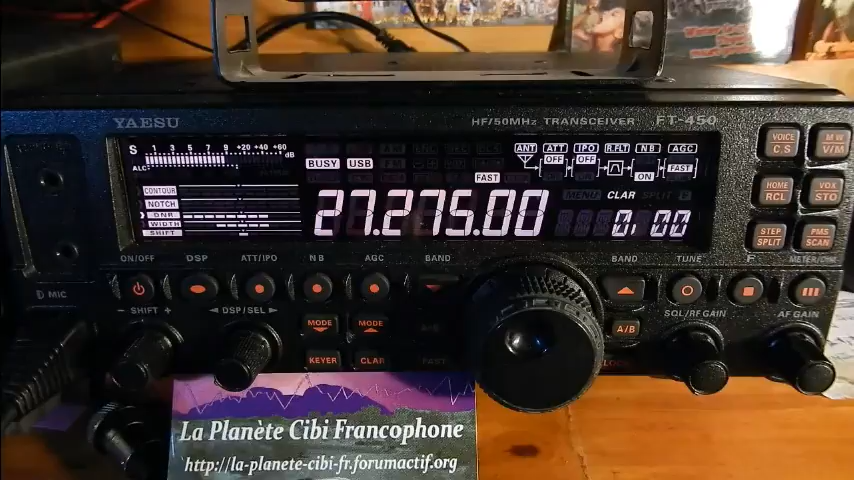 YAESU
HF/50MHz TRANSCEIVER FT-450
S 1 3 5 7 9 +20 +40 +60 dB
ALC
BUSY USB
FAST
ANT ATT IPO R.FLT NB AGC
OFF OFF ON FAST
CONTOUR
NOTCH
DNR
WIDTH
SHIFT
27.275.00
MENU CLAR SPLIT
0.00
VOICE C.S
MW V/M
HOME RCL
VOX STO
STEP SPLIT
PMS SCAN
ON/OFF DSP ATT/IPO NB AGC BAND
BAND TUNE F METER/DIM
MIC
- SHIFT + DSP/SEL
MODE MODE A=B
KEYER CLAR FAST
A/B
LOCK
SQL/RF GAIN AF GAIN
La Planète Cibi Francophone
http://la-planete-cibi-fr.forumactif.org